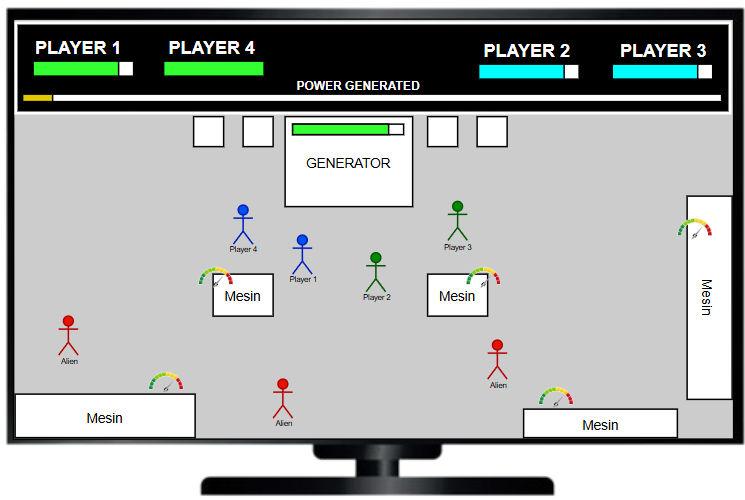 PLAYER 1
PLAYER 4
PLAYER 2
PLAYER 3
POWER GENERATED
GENERATOR
Player 4
Player 3
Player 1
Player 2
Mesin
Mesin
Mesin
Alien
Alien
Alien
Mesin
Mesin